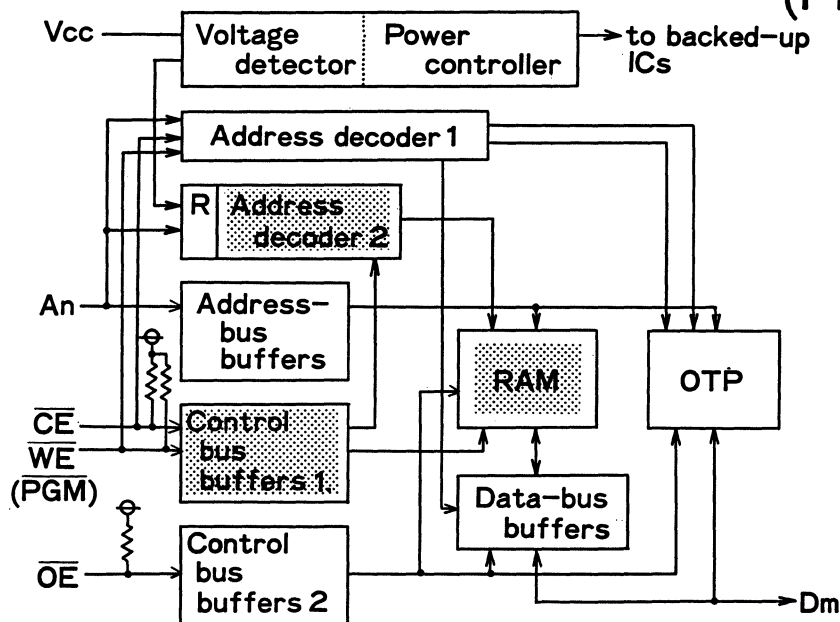 Vcc
Voltage
detector
Power
controller
to backed-up
ICs
Address decoder 1
R
Address
decoder 2
An
Address-
bus
buffers
RAM
OTP
CE
WE
(PGM)
Control
bus
buffers 1.
Data-bus
buffers
OE
Control
bus
buffers 2
Dm